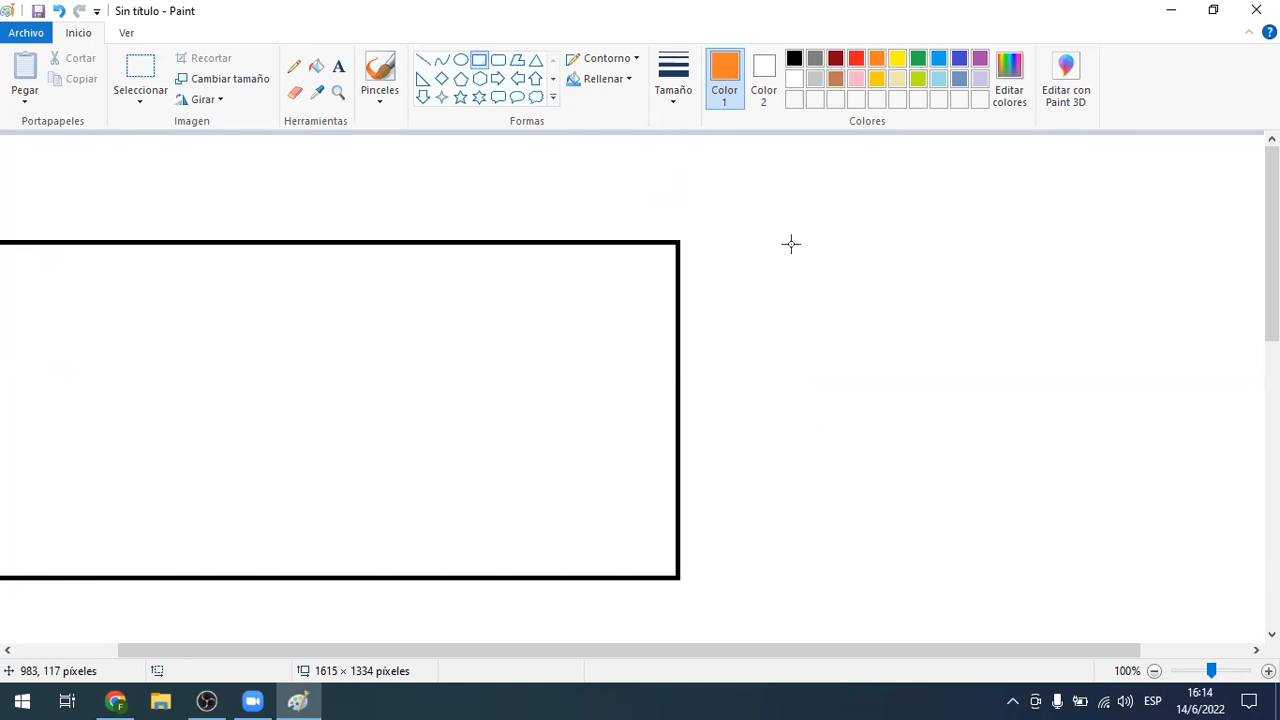 Sin título - Paint
Archivo
Inicio
Ver
Pegar
Cortar
Copiar
Portapapeles
Seleccionar
Recortar
Cambiar tamaño
Girar
Imagen
A
Herramientas
Pinceles
Contorno
Rellenar
Formas
Tamaño
Color
1
Color
2
Editar
colores
Colores
Editar con
Paint 3D
983, 117 píxeles
1615 × 1334 píxeles
100%
ESP
16:14
14/6/2022